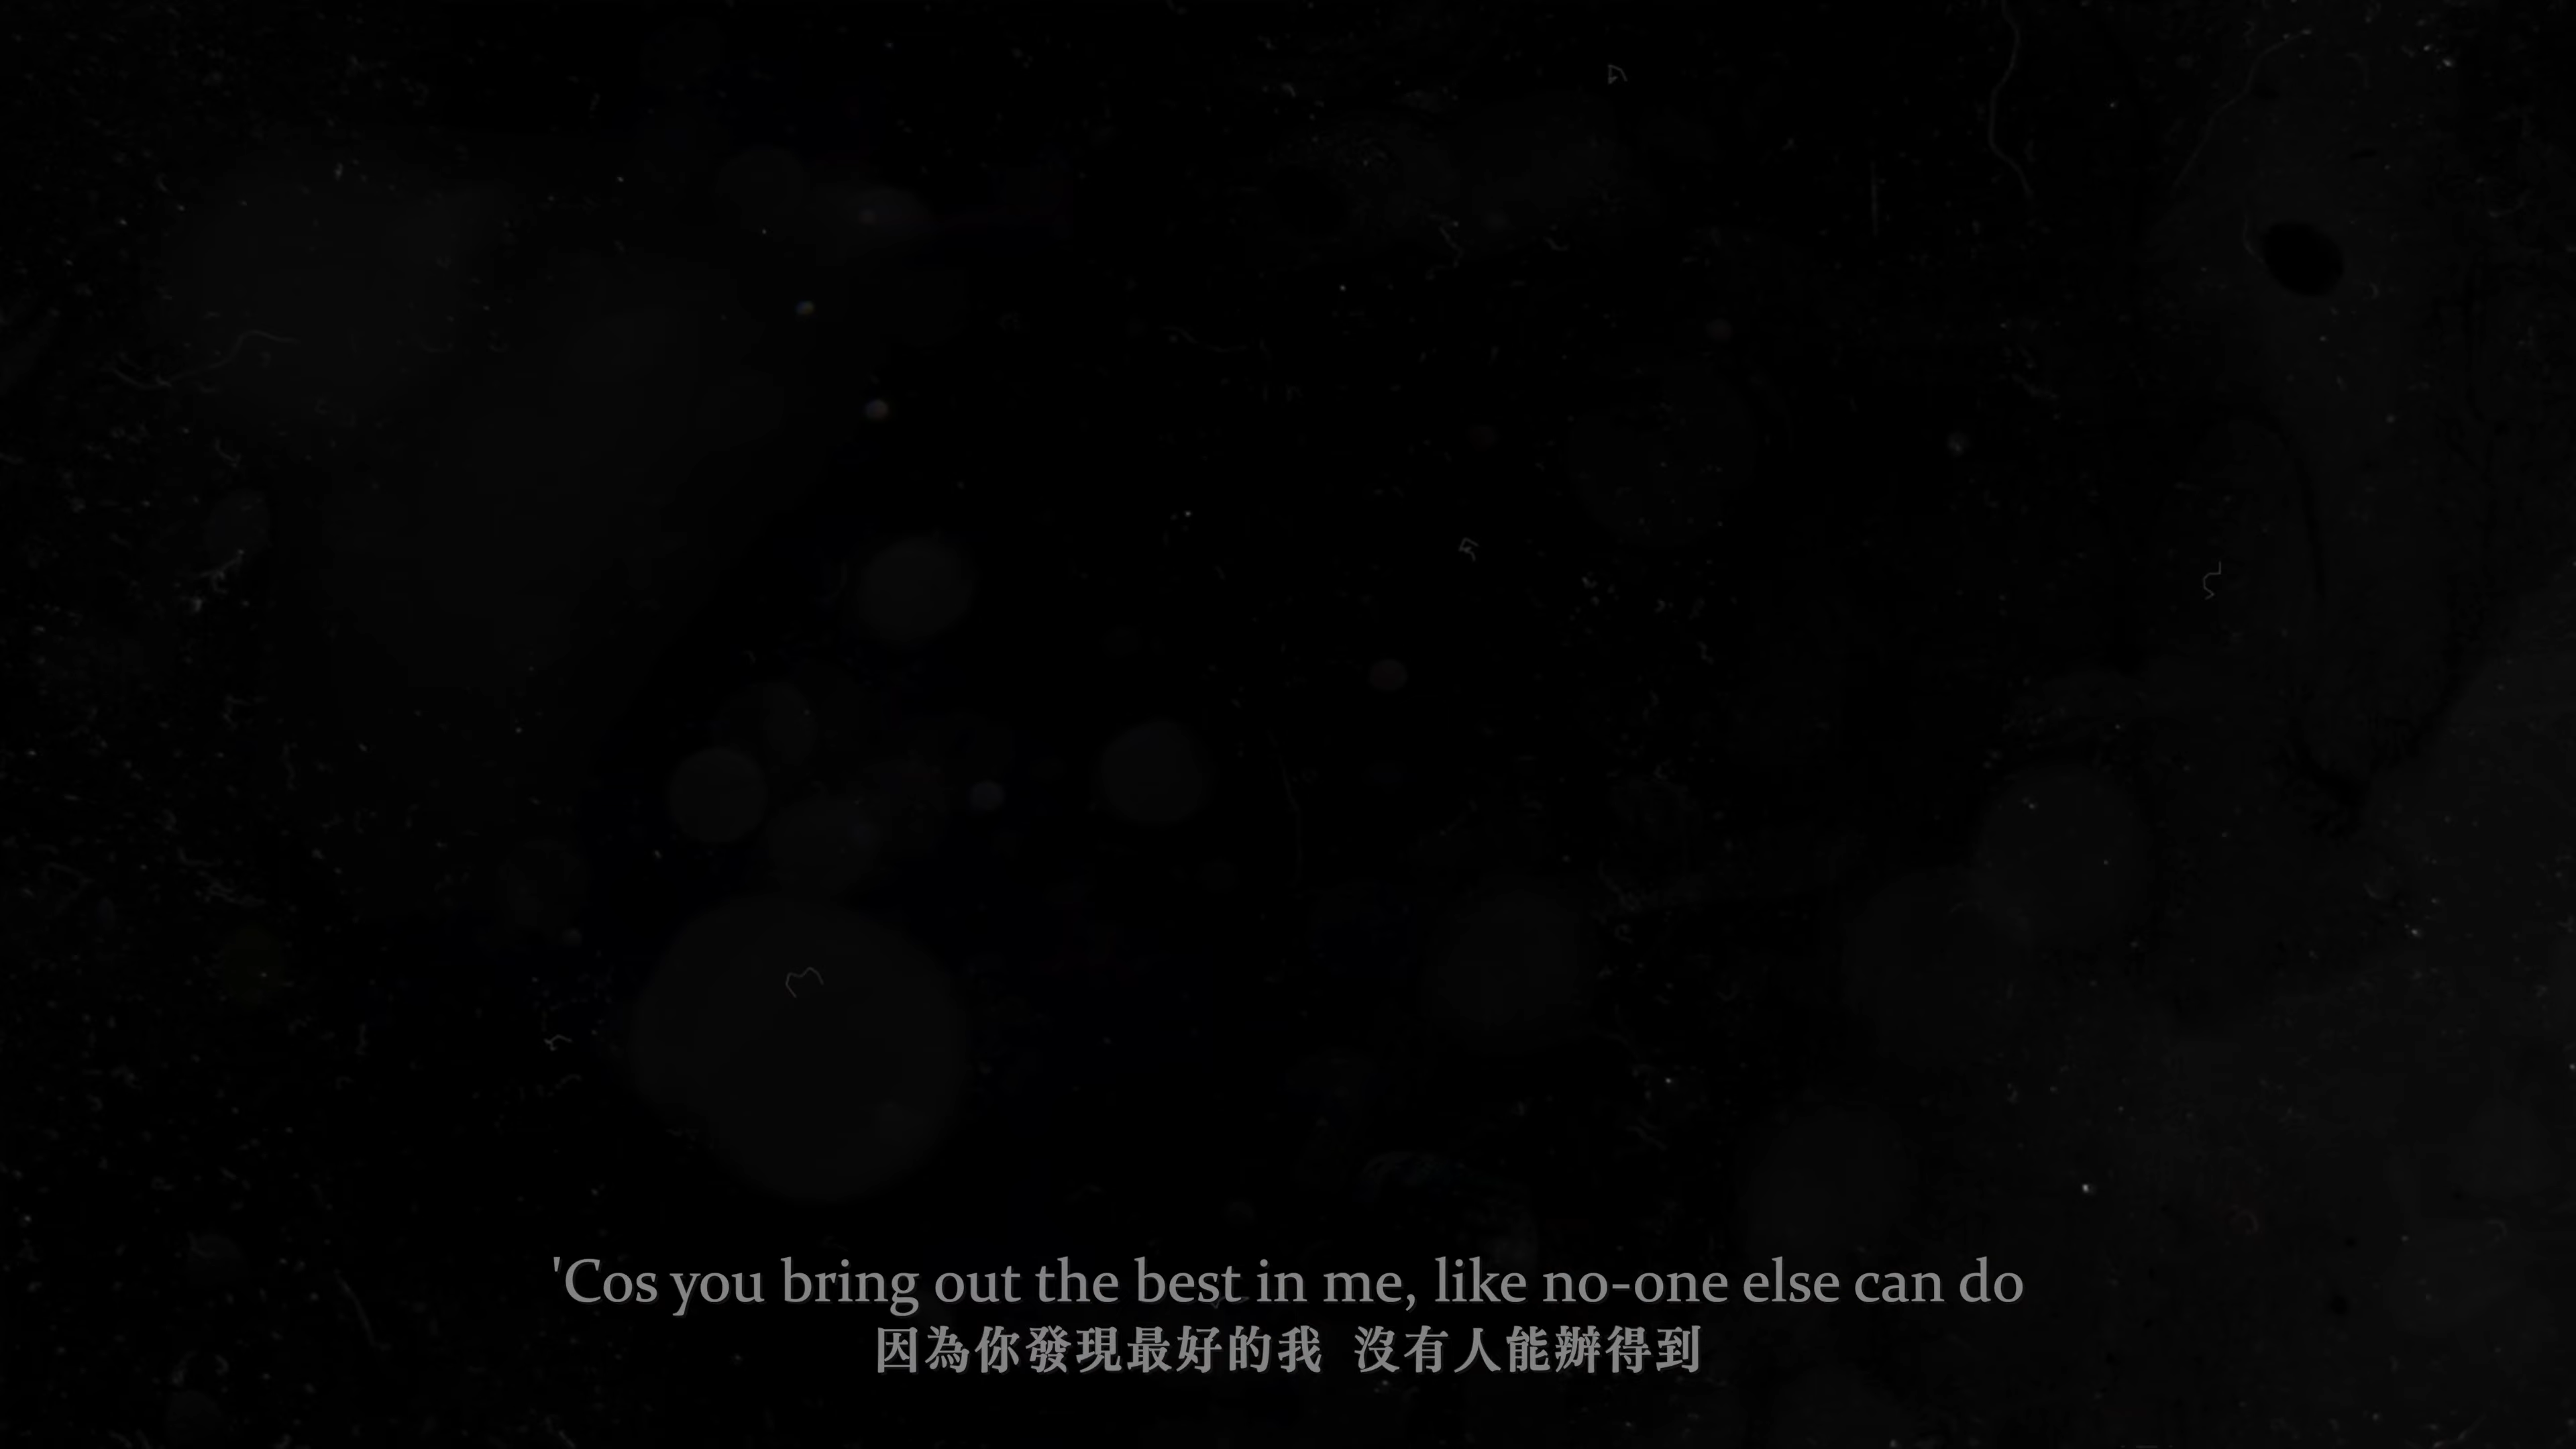 'Cos you bring out the best in me, like no-one else can do
因為你發現最好的我 沒有人能辦得到